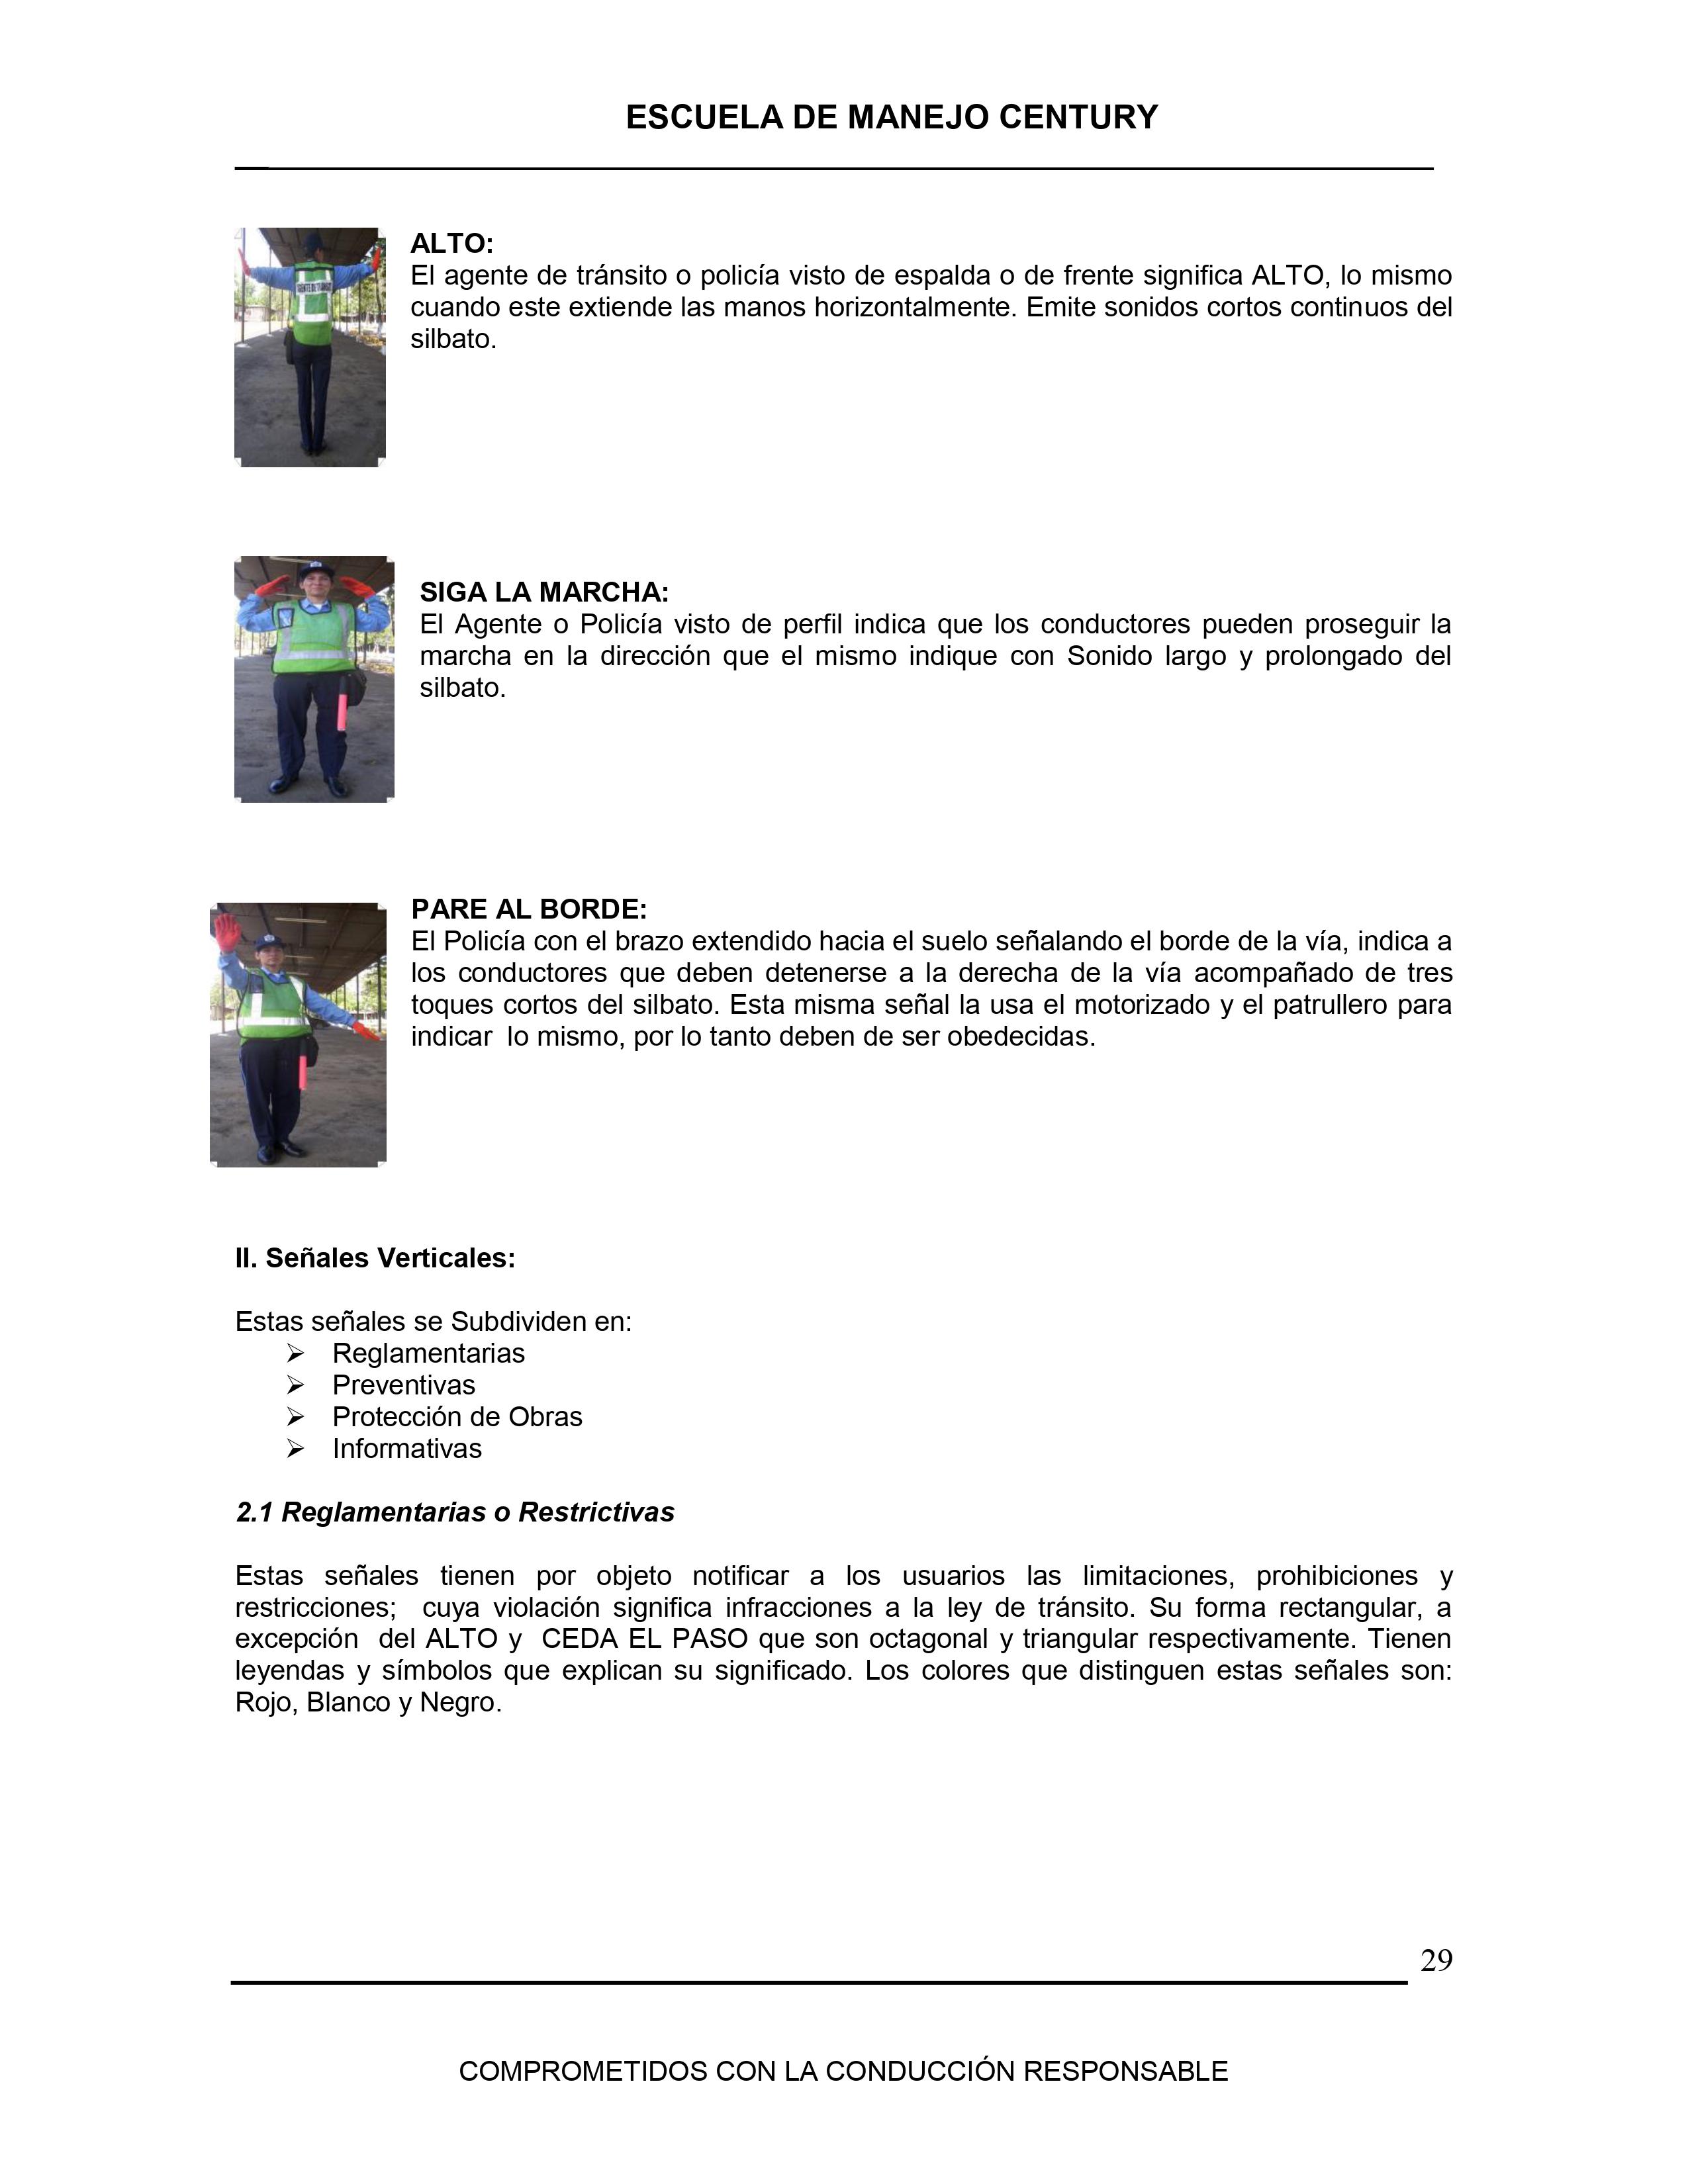 ESCUELA DE MANEJO CENTURY
ALTO:
El agente de tránsito o policía visto de espalda o de frente significa ALTO, lo mismo
cuando este extiende las manos horizontalmente. Emite sonidos cortos continuos del
silbato.
AGENTE DE TRANSITO
SIGA LA MARCHA:
El Agente o Policía visto de perfil indica que los conductores pueden proseguir la
marcha en la dirección que el mismo indique con Sonido largo y prolongado del
silbato.
PARE AL BORDE:
El Policía con el brazo extendido hacia el suelo señalando el borde de la vía, indica a
los conductores que deben detenerse a la derecha de la vía acompañado de tres
toques cortos del silbato. Esta misma señal la usa el motorizado y el patrullero para
indicar  lo mismo, por lo tanto deben de ser obedecidas.
II. Señales Verticales:
Estas señales se Subdividen en:
➢ Reglamentarias
➢ Preventivas
➢ Protección de Obras
➢ Informativas
2.1 Reglamentarias o Restrictivas
Estas señales tienen por objeto notificar a los usuarios las limitaciones, prohibiciones y
restricciones;  cuya violación significa infracciones a la ley de tránsito. Su forma rectangular, a
excepción  del ALTO y  CEDA EL PASO que son octagonal y triangular respectivamente. Tienen
leyendas y símbolos que explican su significado. Los colores que distinguen estas señales son:
Rojo, Blanco y Negro.
29
COMPROMETIDOS CON LA CONDUCCIÓN RESPONSABLE